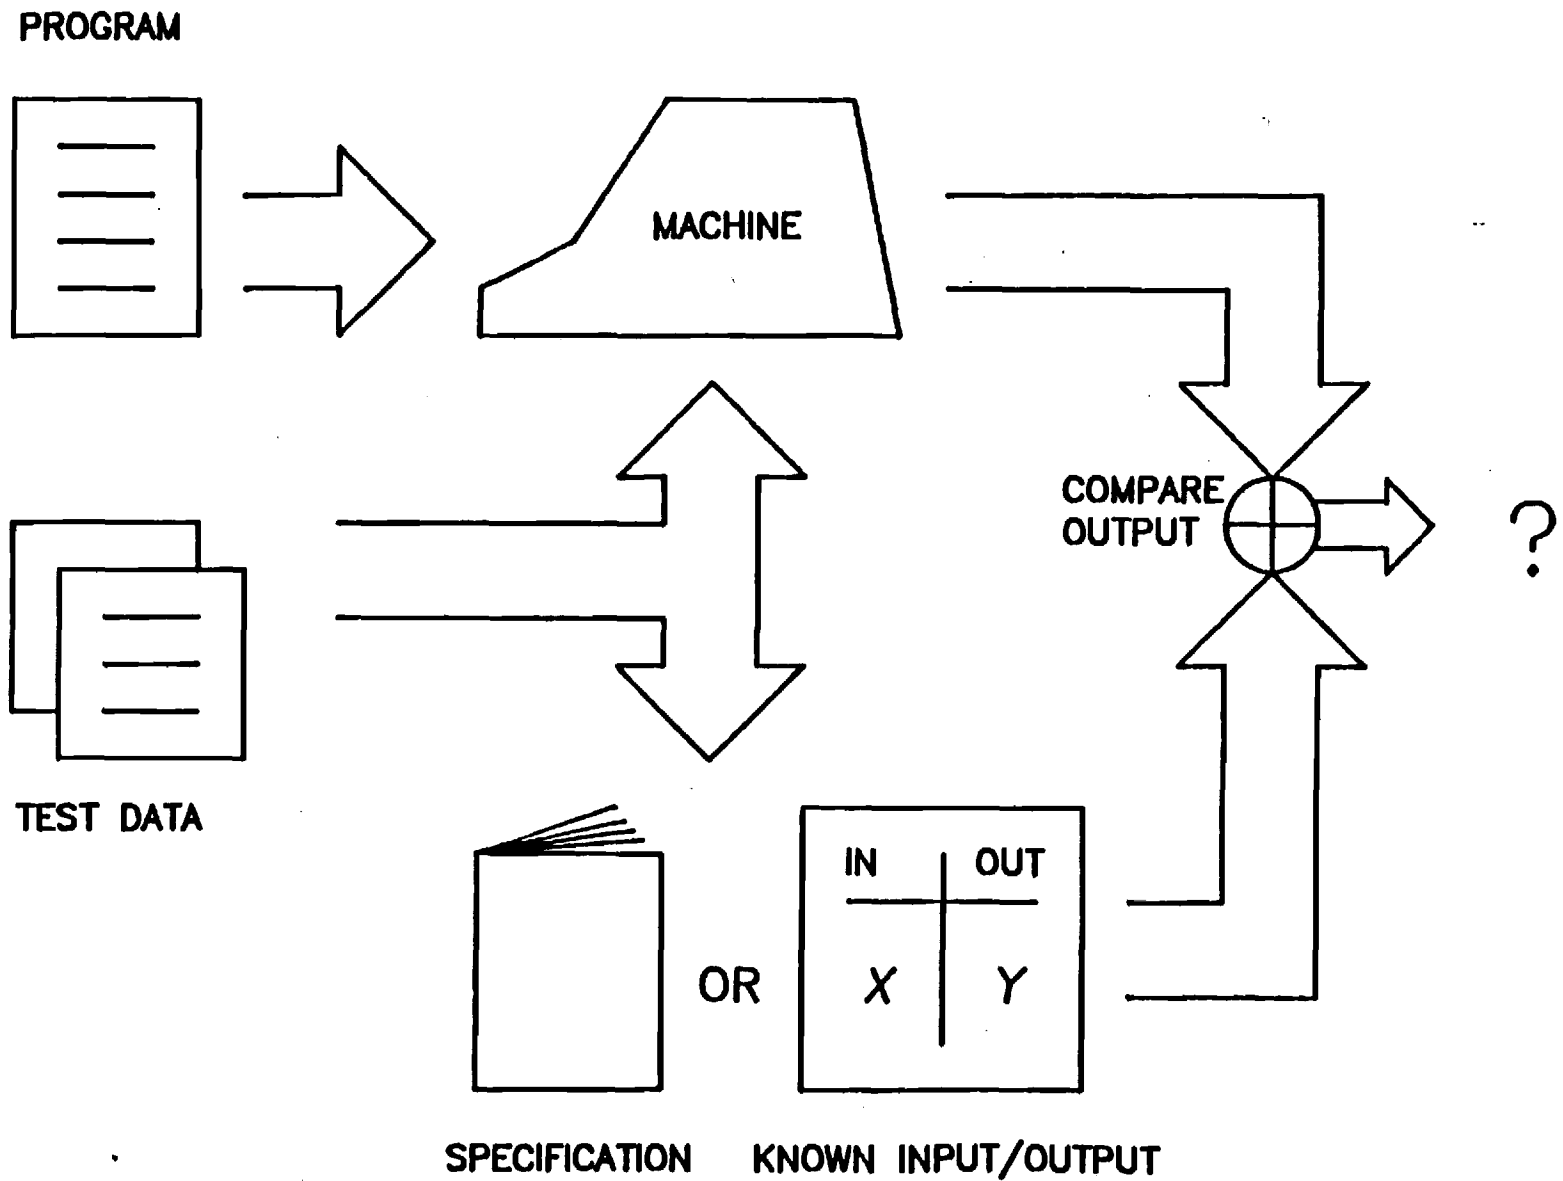 PROGRAM
MACHINE
COMPARE
OUTPUT
?
TEST DATA
IN OUT
X Y
OR
SPECIFICATION KNOWN INPUT/OUTPUT